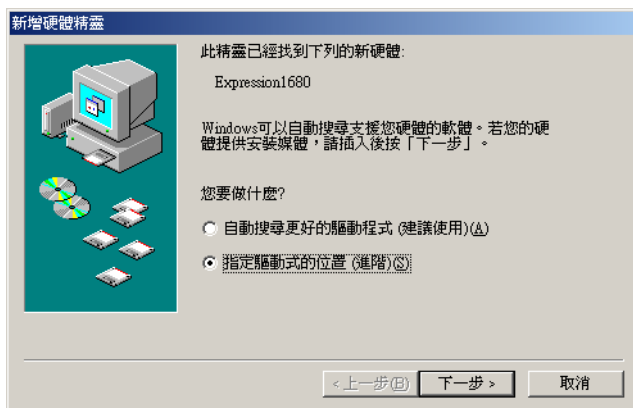 新增硬體精靈
此精靈已經找到下列的新硬體:
Expression1680
Windows可以自動搜尋支援您硬體的軟體。若您的硬
體提供安裝媒體，請插入後按「下一步」。
您要做什麼?
自動搜尋更好的驅動程式 (建議使用)(A)
指定驅動式的位置 (進階)(S)
<上一步(B) 下一步 > 取消